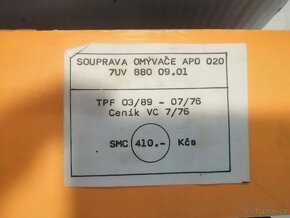 SOUPRAVA OMÝVAČE APO 020
7UV 880 09.01
TPF 03/89 - 07/76
Ceník VC 7/76
SMC 410.- Kčs